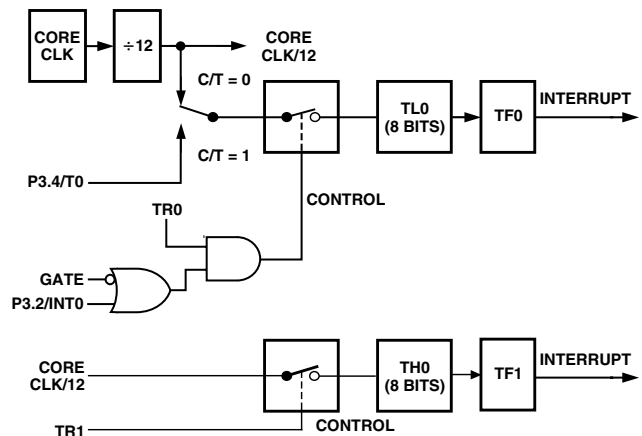 CORE
CLK
÷12
CORE
CLK/12
C/T = 0
C/T = 1
P3.4/T0
TL0
(8 BITS)
TF0
INTERRUPT
CONTROL
TR0
GATE
P3.2/INT0
CORE
CLK/12
TR1
CONTROL
TH0
(8 BITS)
TF1
INTERRUPT